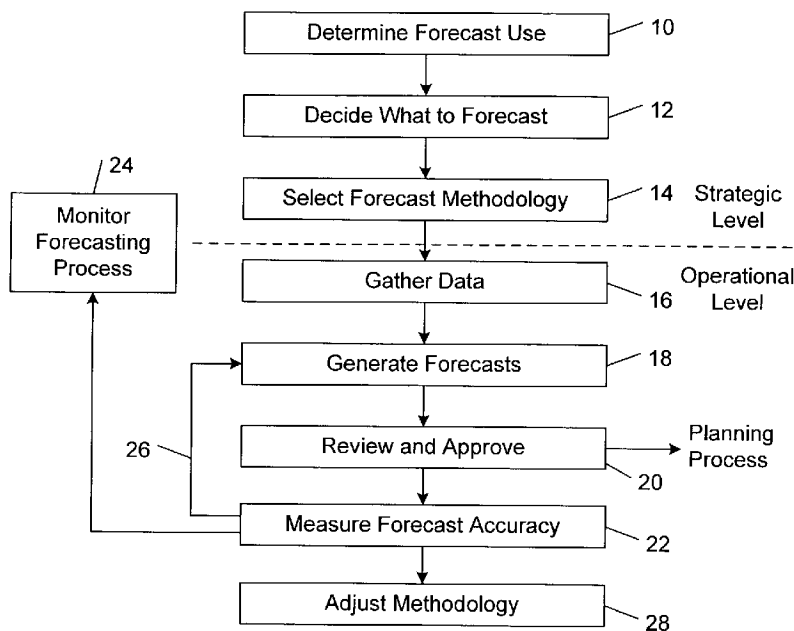 Determine Forecast Use
10
Decide What to Forecast
12
24
Monitor
Forecasting
Process
Select Forecast Methodology
14
Strategic
Level
Gather Data
16
Operational
Level
Generate Forecasts
18
26
Review and Approve
20
Planning
Process
Measure Forecast Accuracy
22
Adjust Methodology
28